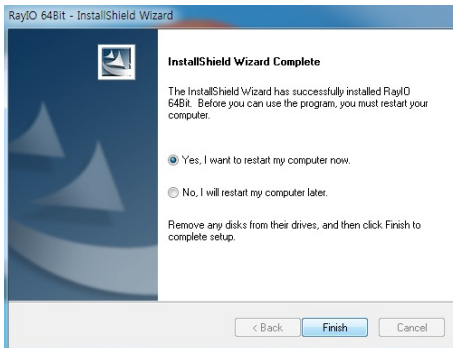 RayIO 64Bit - InstallShield Wizard
InstallShield Wizard Complete
The InstallShield Wizard has successfully installed RayIO
64Bit. Before you can use the program, you must restart your
computer.
Yes, I want to restart my computer now.
No, I will restart my computer later.
Remove any disks from their drives, and then click Finish to
complete setup.
< Back
Finish
Cancel